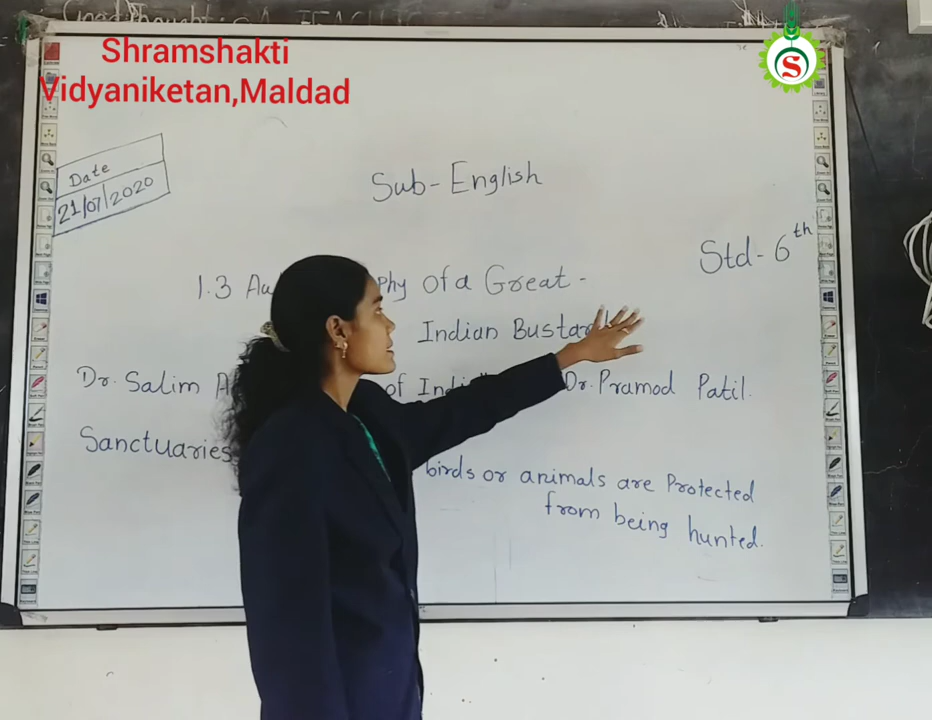 Shramshakti
Vidyaniketan,Maldad
S
Date
21/07/2020
Sub-English
Std-6th
1.3 Au phy of a Great-
Indian Bustard
Dr. Salim A of Indi Dr. Pramod Patil.
Sanctuaries birds or animals are Protected
from being hunted.